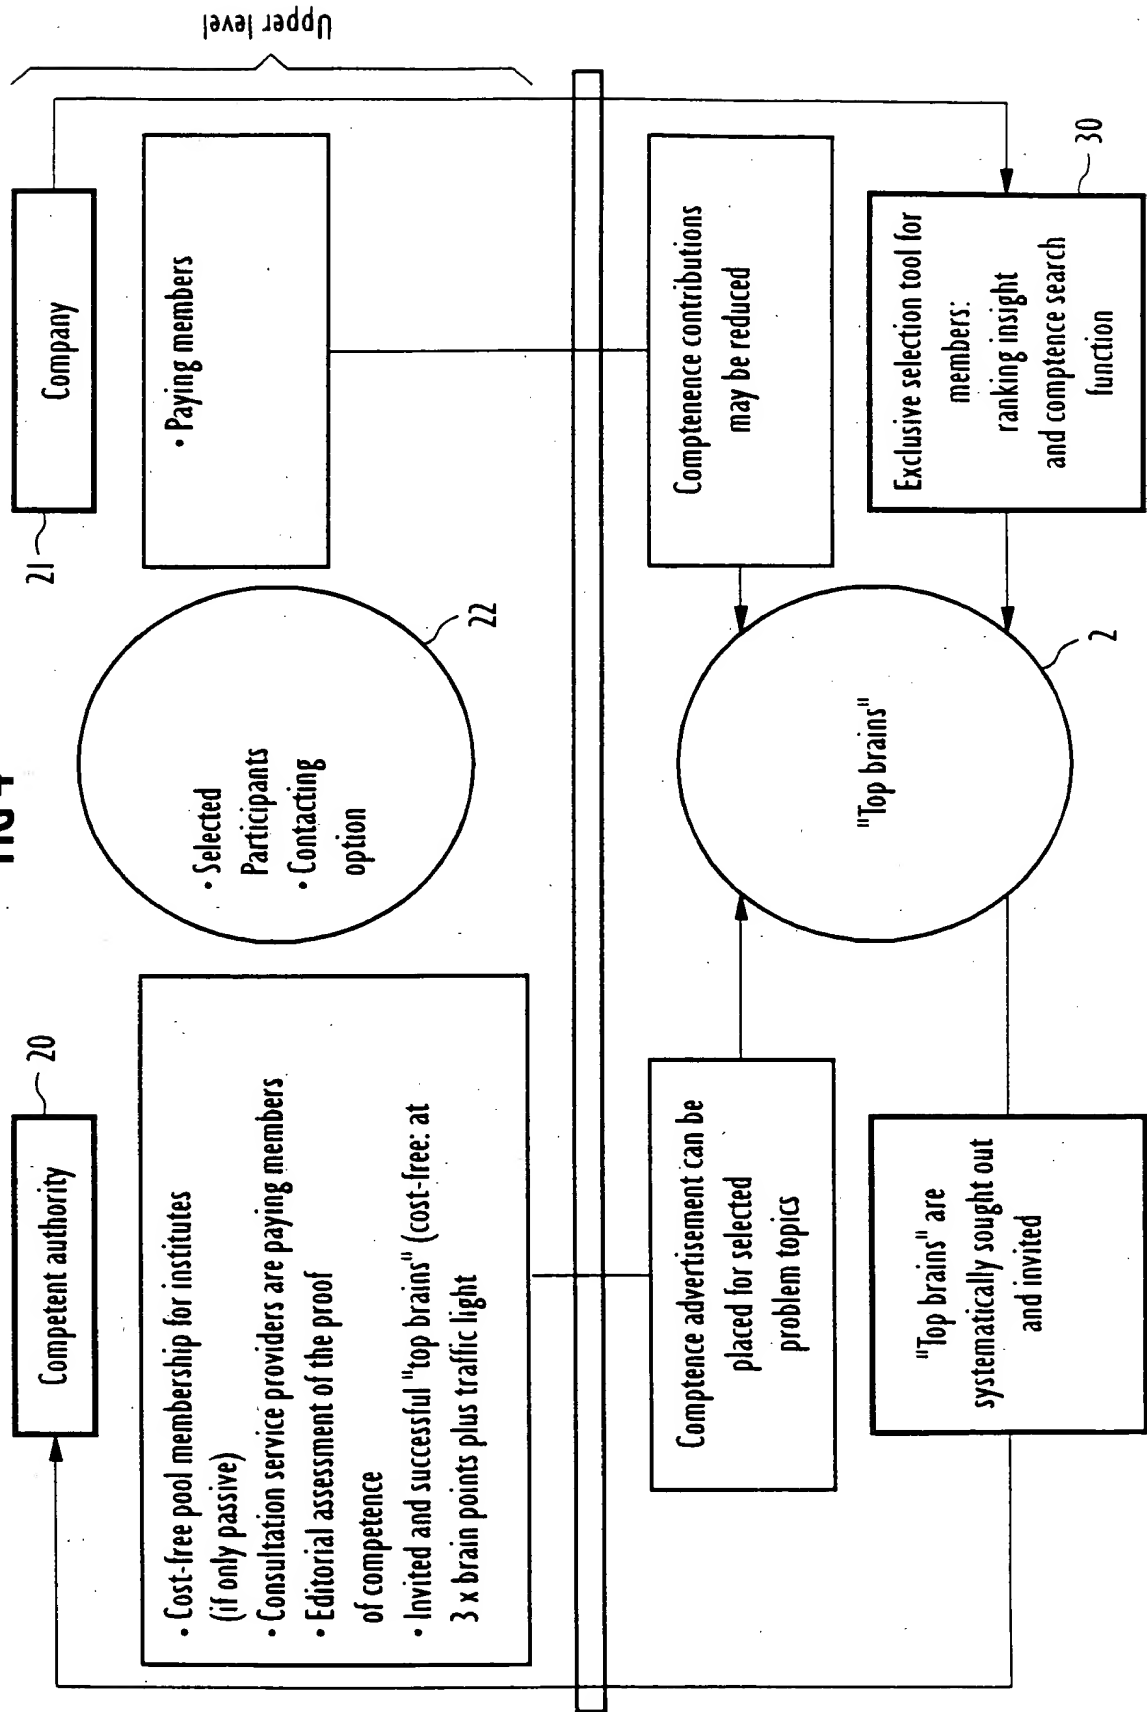 FIG 4
Competent authority
20
Company
21
Upper level
• Cost-free pool membership for institutes
(if only passive)
• Consultation service providers are paying members
• Editorial assessment of the proof
of competence
• Invited and successful "top brains" (cost-free: at
3 x brain points plus traffic light
• Selected
Participants
• Contacting
option
22
• Paying members
Comptence advertisement can be
placed for selected
problem topics
Comptenence contributions
may be reduced
"Top brains"
2
"Top brains" are
systematically sought out
and invited
Exclusive selection tool for
members:
ranking insight
and comptence search
function
30